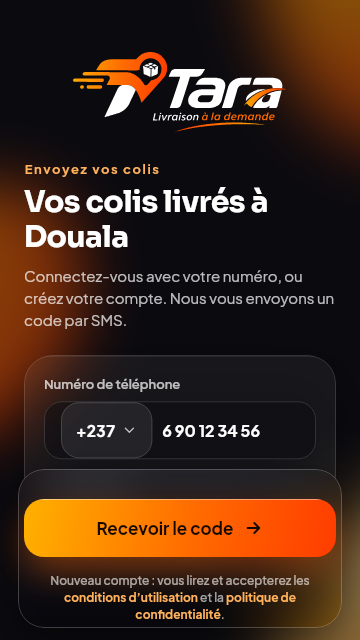 Tara
Livraison à la demande
Envoyez vos colis
Vos colis livrés à
Douala
Connectez-vous avec votre numéro, ou
créez votre compte. Nous vous envoyons un
code par SMS.
Numéro de téléphone
+237 6 90 12 34 56
Recevoir le code →
Nouveau compte : vous lirez et accepterez les
conditions d’utilisation et la politique de
confidentialité.